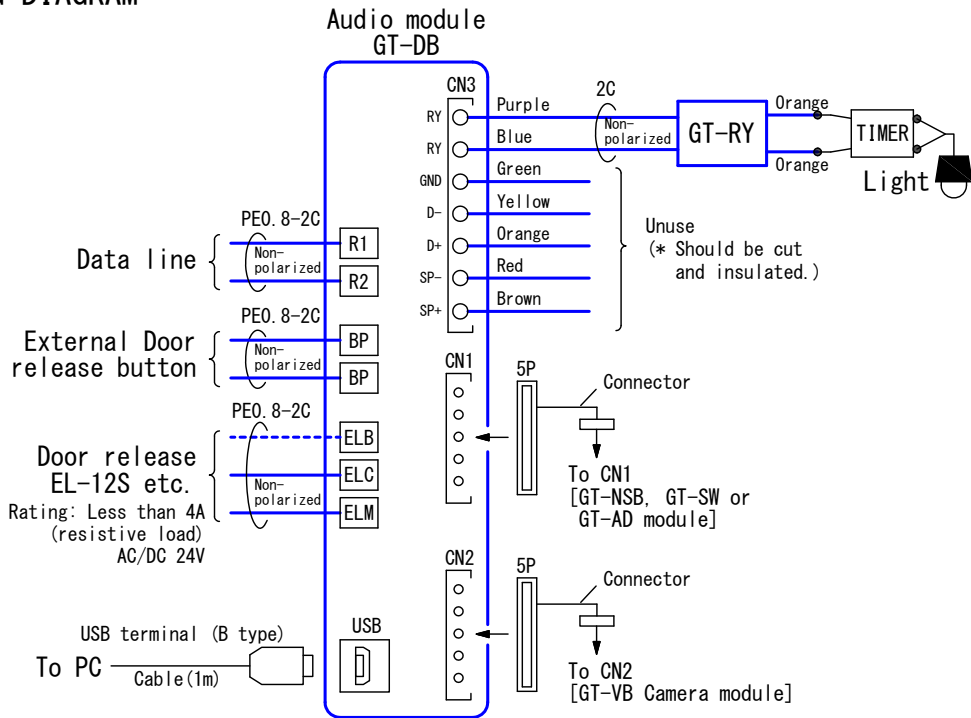 DIAGRAM
Audio module
GT-DB
CN3
RY
RY
GND
D-
D+
SP-
SP+
Purple
Blue
Green
Yellow
Orange
Red
Brown
2C
Non-
polarized
GT-RY
Orange
Orange
TIMER
Light
Unuse
(* Should be cut
and insulated.)
Data line
PE0.8-2C
Non-
polarized
R1
R2
External Door
release button
PE0.8-2C
Non-
polarized
BP
BP
Door release
EL-12S etc.
Rating: Less than 4A
(resistive load)
AC/DC 24V
PE0.8-2C
Non-
polarized
ELB
ELC
ELM
CN1
5P
Connector
To CN1
[GT-NSB, GT-SW or
GT-AD module]
CN2
5P
Connector
To CN2
[GT-VB Camera module]
USB terminal (B type)
To PC
Cable(1m)
USB